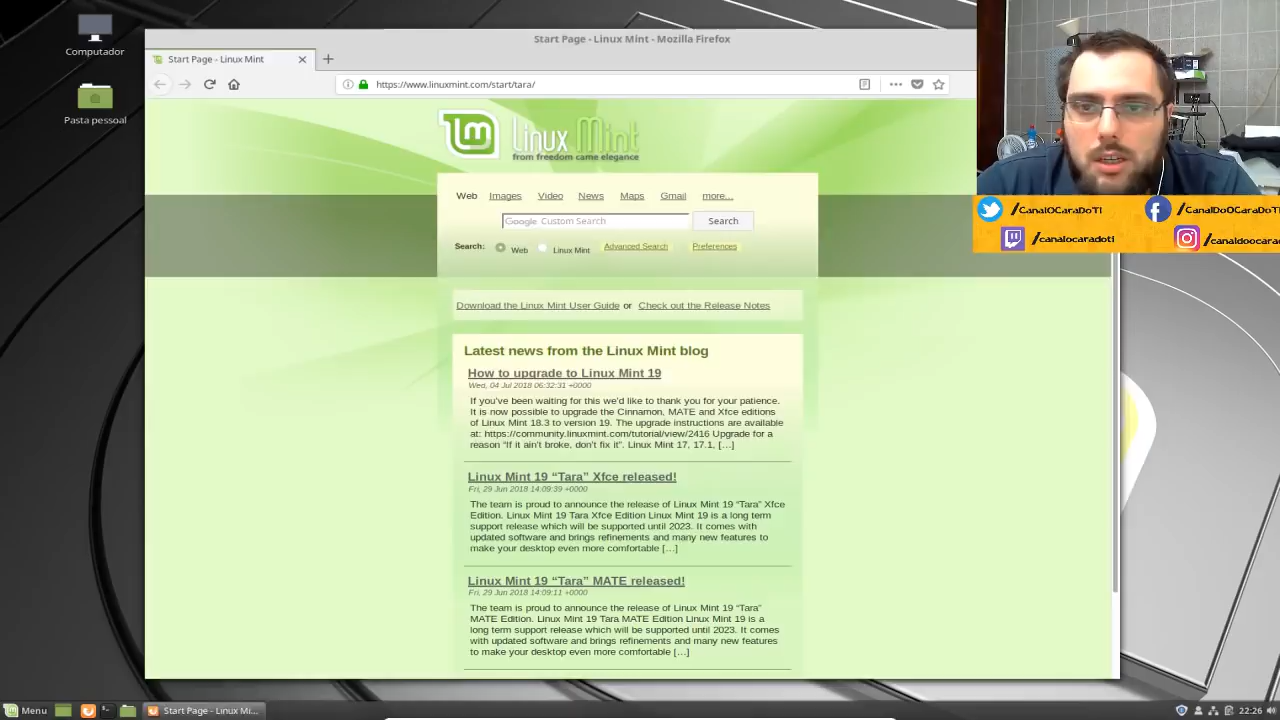 Computador
Pasta pessoal
Start Page - Linux Mint - Mozilla Firefox
Start Page - Linux Mint
https://www.linuxmint.com/start/tara/
Linux Mint
from freedom came elegance
Web Images Video News Maps Gmail more...
Google Custom Search Search
Search: Web Linux Mint Advanced Search Preferences
Download the Linux Mint User Guide or Check out the Release Notes
Latest news from the Linux Mint blog
How to upgrade to Linux Mint 19
Wed, 04 Jul 2018 06:32:31 +0000
If you've been waiting for this we'd like to thank you for your patience.
It is now possible to upgrade the Cinnamon, MATE and Xfce editions
of Linux Mint 18.3 to version 19. The upgrade instructions are available
at: https://community.linuxmint.com/tutorial/view/2416 Upgrade for a
reason “If it ain't broke, don't fix it”. Linux Mint 17, 17.1, […]
Linux Mint 19 “Tara” Xfce released!
Fri, 29 Jun 2018 14:09:39 +0000
The team is proud to announce the release of Linux Mint 19 “Tara” Xfce
Edition. Linux Mint 19 Tara Xfce Edition Linux Mint 19 is a long term
support release which will be supported until 2023. It comes with
updated software and brings refinements and many new features to
make your desktop even more comfortable […]
Linux Mint 19 “Tara” MATE released!
Fri, 29 Jun 2018 14:09:11 +0000
The team is proud to announce the release of Linux Mint 19 “Tara”
MATE Edition. Linux Mint 19 Tara MATE Edition Linux Mint 19 is a
long term support release which will be supported until 2023. It comes
with updated software and brings refinements and many new features
to make your desktop even more comfortable […]
/CanalOCaraDoTI
/CanalDoOCaraDoTI
/canalocaradoti
/canaldoocarad
Menu
Start Page - Linux Mi...
22:26